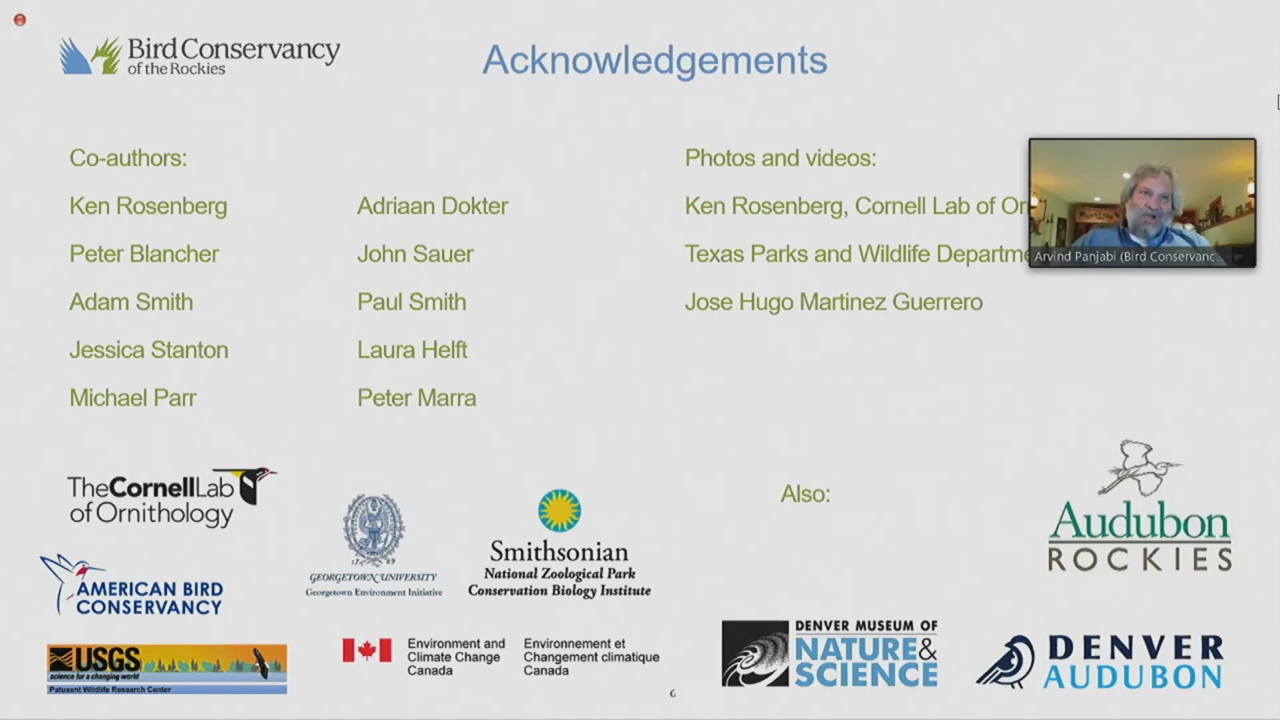 Bird Conservancy
of the Rockies
Acknowledgements
Co-authors:
Photos and videos:
Ken Rosenberg
Adriaan Dokter
Ken Rosenberg, Cornell Lab of Or
Peter Blancher
John Sauer
Texas Parks and Wildlife Departme
Arvind Panjabi (Bird Conservanc...
Adam Smith
Paul Smith
Jose Hugo Martinez Guerrero
Jessica Stanton
Laura Helft
Michael Parr
Peter Marra
TheCornellLab
of Ornithology
GEORGETOWN UNIVERSITY
Georgetown Environment Initiative
Smithsonian
National Zoological Park
Conservation Biology Institute
Also:
Audubon
ROCKIES
AMERICAN BIRD
CONSERVANCY
USGS
science for a changing world
Patuxent Wildlife Research Center
Environment and
Climate Change
Canada
Environnement et
Changement climatique
Canada
DENVER MUSEUM OF
NATURE&
SCIENCE
DENVER
AUDUBON
6